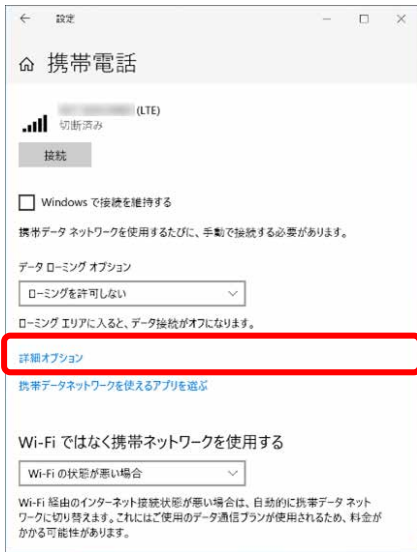 設定
携帯電話
(LTE)
切断済み
接続
Windows で接続を維持する
携帯データ ネットワークを使用するたびに、手動で接続する必要があります。
データ ローミング オプション
ローミングを許可しない
ローミング エリアに入ると、データ接続がオフになります。
詳細オプション
携帯データネットワークを使えるアプリを選ぶ
Wi-Fi ではなく携帯ネットワークを使用する
Wi-Fi の状態が悪い場合
Wi-Fi 経由のインターネット接続状態が悪い場合は、自動的に携帯データ ネット
ワークに切り替えます。これにはご使用のデータ通信プランが使用されるため、料金が
かかる可能性があります。